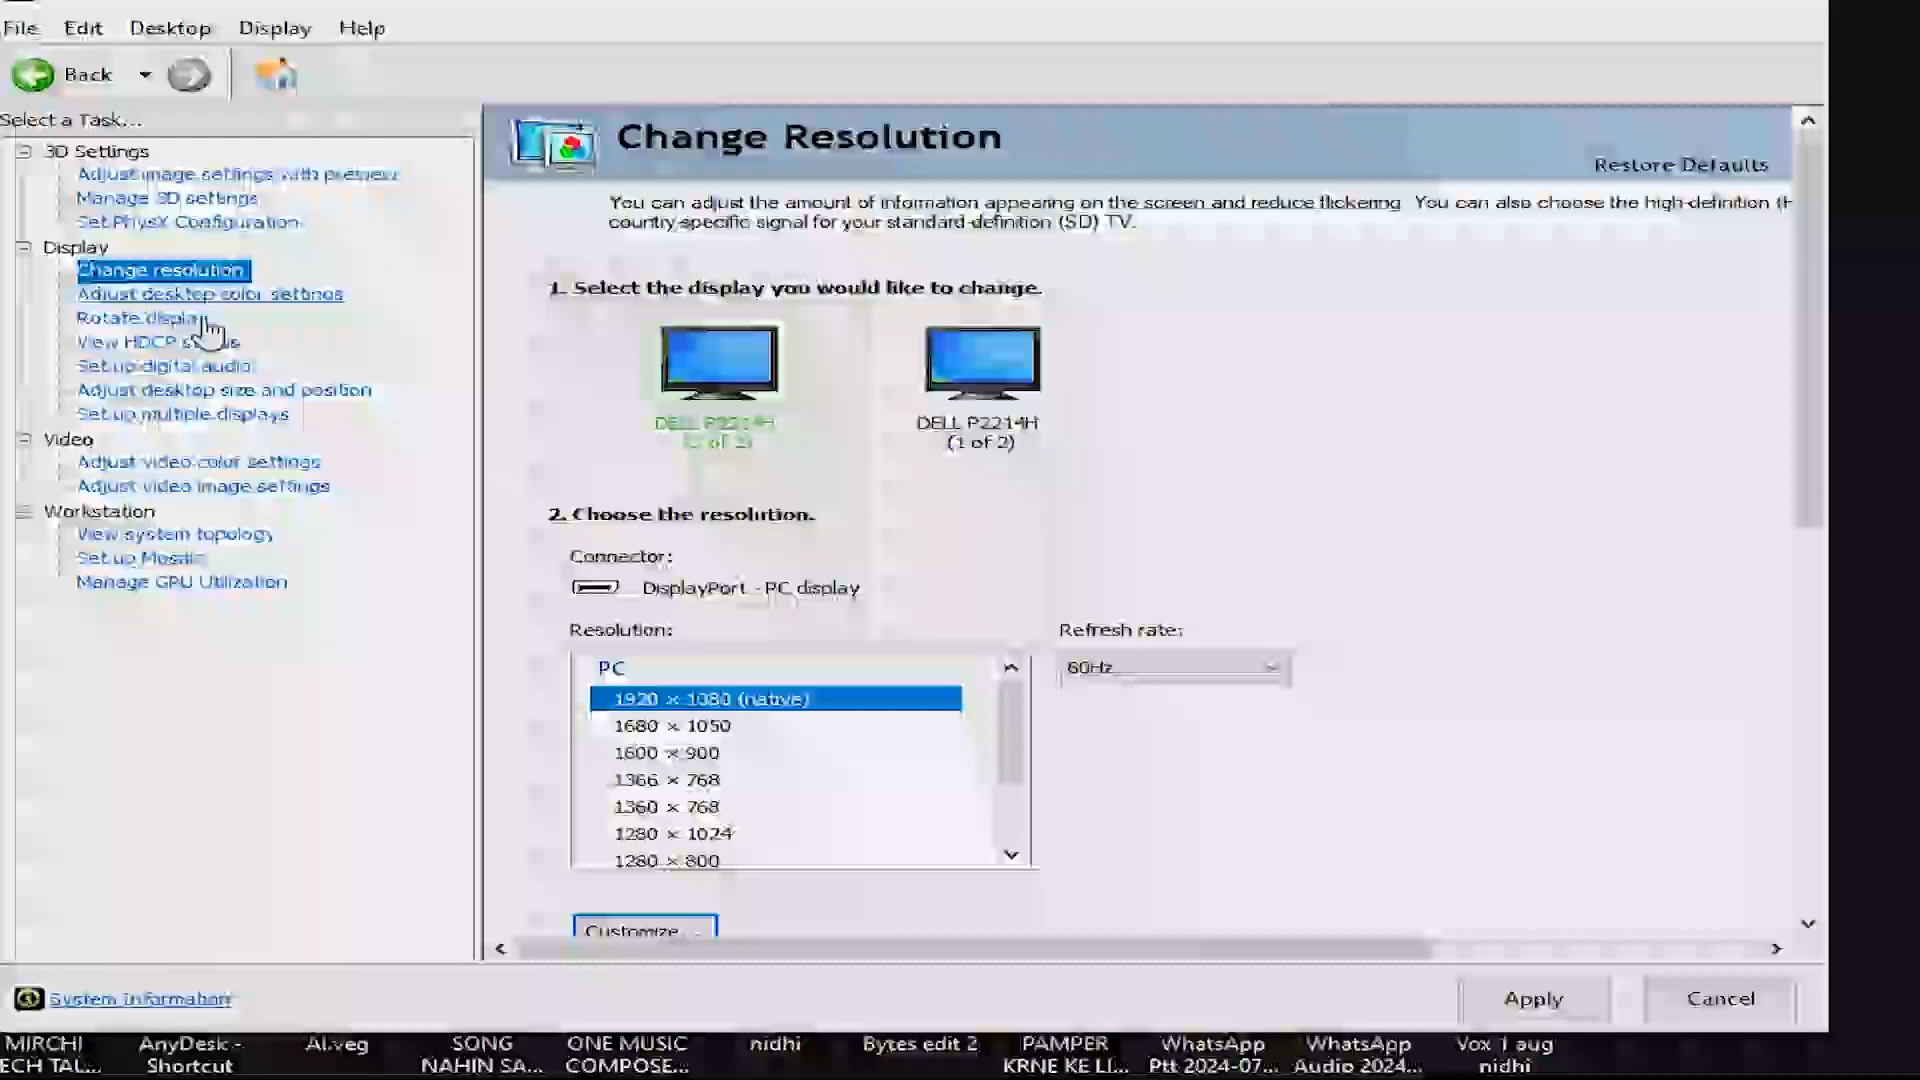 File Edit Desktop Display Help
Back
Select a Task...
3D Settings
Adjust image settings with preview
Manage 3D settings
Set PhysX Configuration
Display
Change resolution
Adjust desktop color settings
Rotate display
View HDCP
Set up digital audio
Adjust desktop size and position
Set up multiple displays
Video
Adjust video color settings
Adjust video image settings
Workstation
View system topology
Set up Mosaic
Manage GPU Utilization
System Information
Change Resolution
Restore Defaults
You can adjust the amount of information appearing on the screen and reduce flickering. You can also choose the high-definition (H
country-specific signal for your standard-definition (SD) TV.
1. Select the display you would like to change.
DELL P2214H DELL P2214H
(2 of 2) (1 of 2)
2. Choose the resolution.
Connector:
DisplayPort - PC display
Resolution: Refresh rate:
PC 60Hz
1920 × 1080 (native)
1680 × 1050
1600 × 900
1366 × 768
1360 × 768
1280 × 1024
1280 × 800
Customize...
Apply Cancel
MIRCHI AnyDesk - AI.veg SONG ONE MUSIC nidhi Bytes edit 2 PAMPER WhatsApp WhatsApp Vox 1 aug
ECH TAL... Shortcut NAHIN SA... COMPOSE... KRNE KE LI... Ptt 2024-07... Audio 2024... nidhi